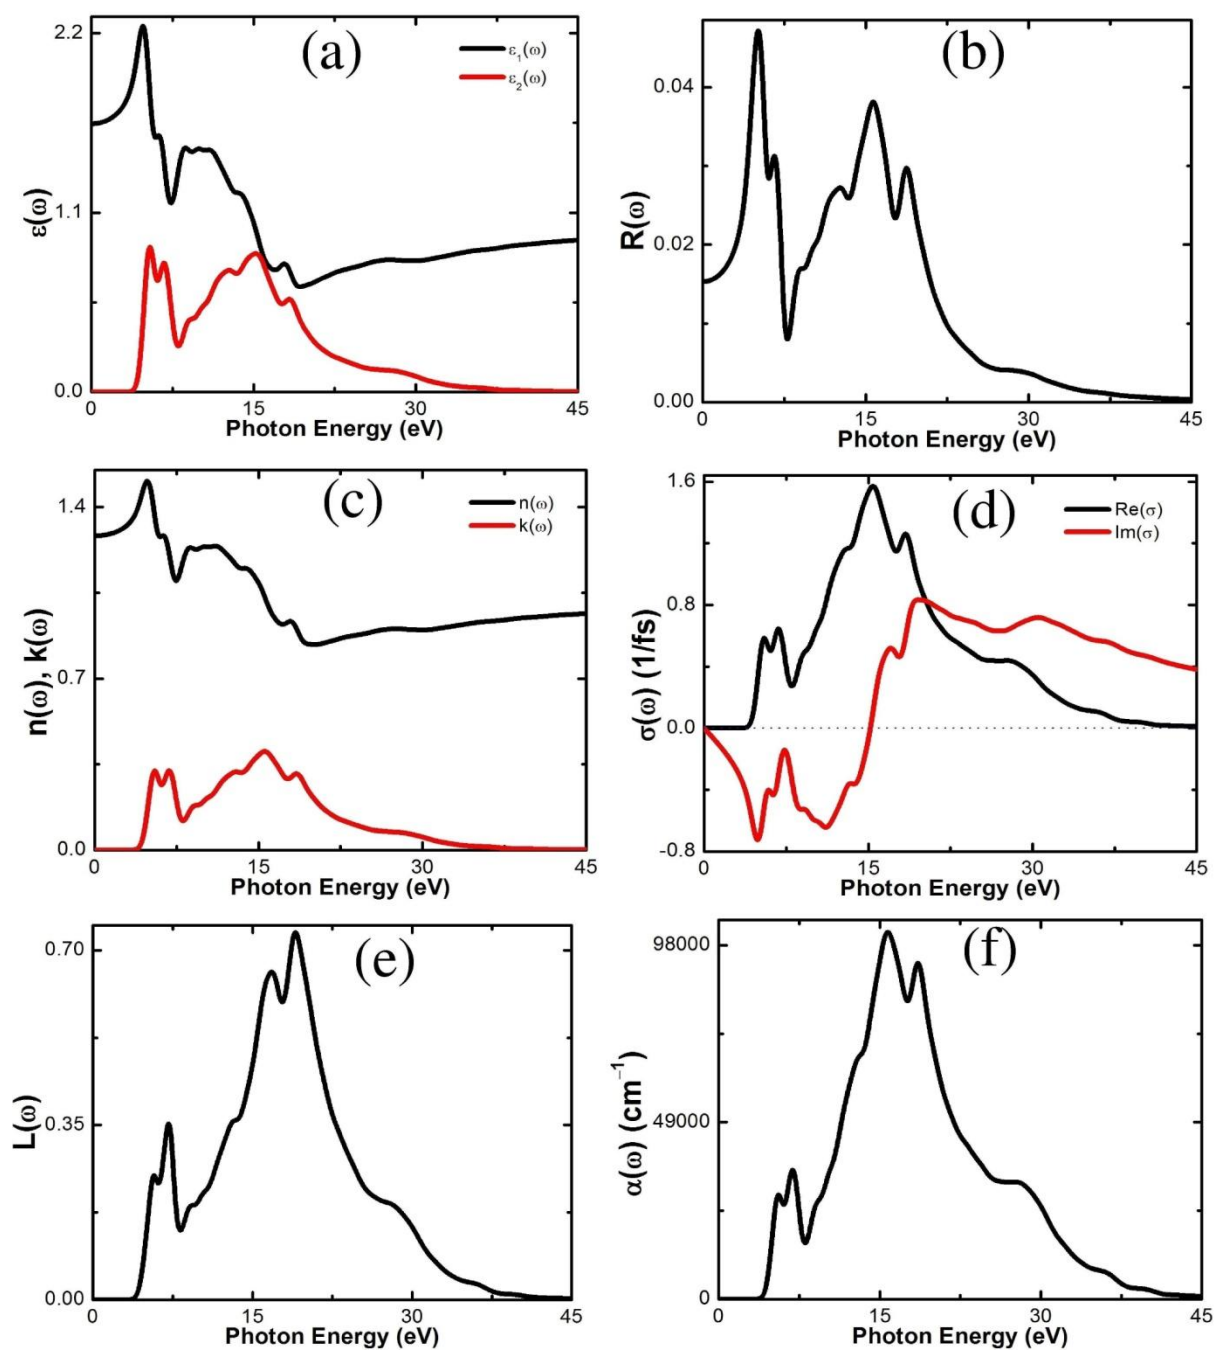 (a)
ε(ω)
2.2
1.1
0.0
ε₁(ω)
ε₂(ω)
0 15 30 45
Photon Energy (eV)
(b)
R(ω)
0.04
0.02
0.00
0 15 30 45
Photon Energy (eV)
(c)
n(ω), k(ω)
1.4
0.7
0.0
n(ω)
k(ω)
0 15 30 45
Photon Energy (eV)
(d)
σ(ω) (1/fs)
1.6
0.8
0.0
-0.8
Re(σ)
Im(σ)
0 15 30 45
Photon Energy (eV)
(e)
L(ω)
0.70
0.35
0.00
0 15 30 45
Photon Energy (eV)
(f)
α(ω) (cm⁻¹)
98000
49000
0
0 15 30 45
Photon Energy (eV)